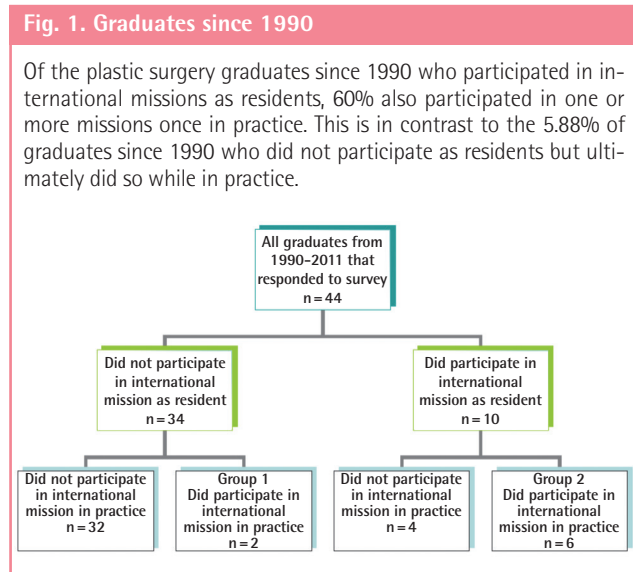 Fig. 1. Graduates since 1990
Of the plastic surgery graduates since 1990 who participated in in-
ternational missions as residents, 60% also participated in one or
more missions once in practice. This is in contrast to the 5.88% of
graduates since 1990 who did not participate as residents but ulti-
mately did so while in practice.
All graduates from
1990-2011 that
responded to survey
n=44
Did not participate
in international
mission as resident
n=34
Did participate in
international
mission as resident
n=10
Did not participate
in international
mission in practice
n=32
Group 1
Did participate in
international
mission in practice
n=2
Did not participate
in international
mission in practice
n=4
Group 2
Did participate in
international
mission in practice
n=6